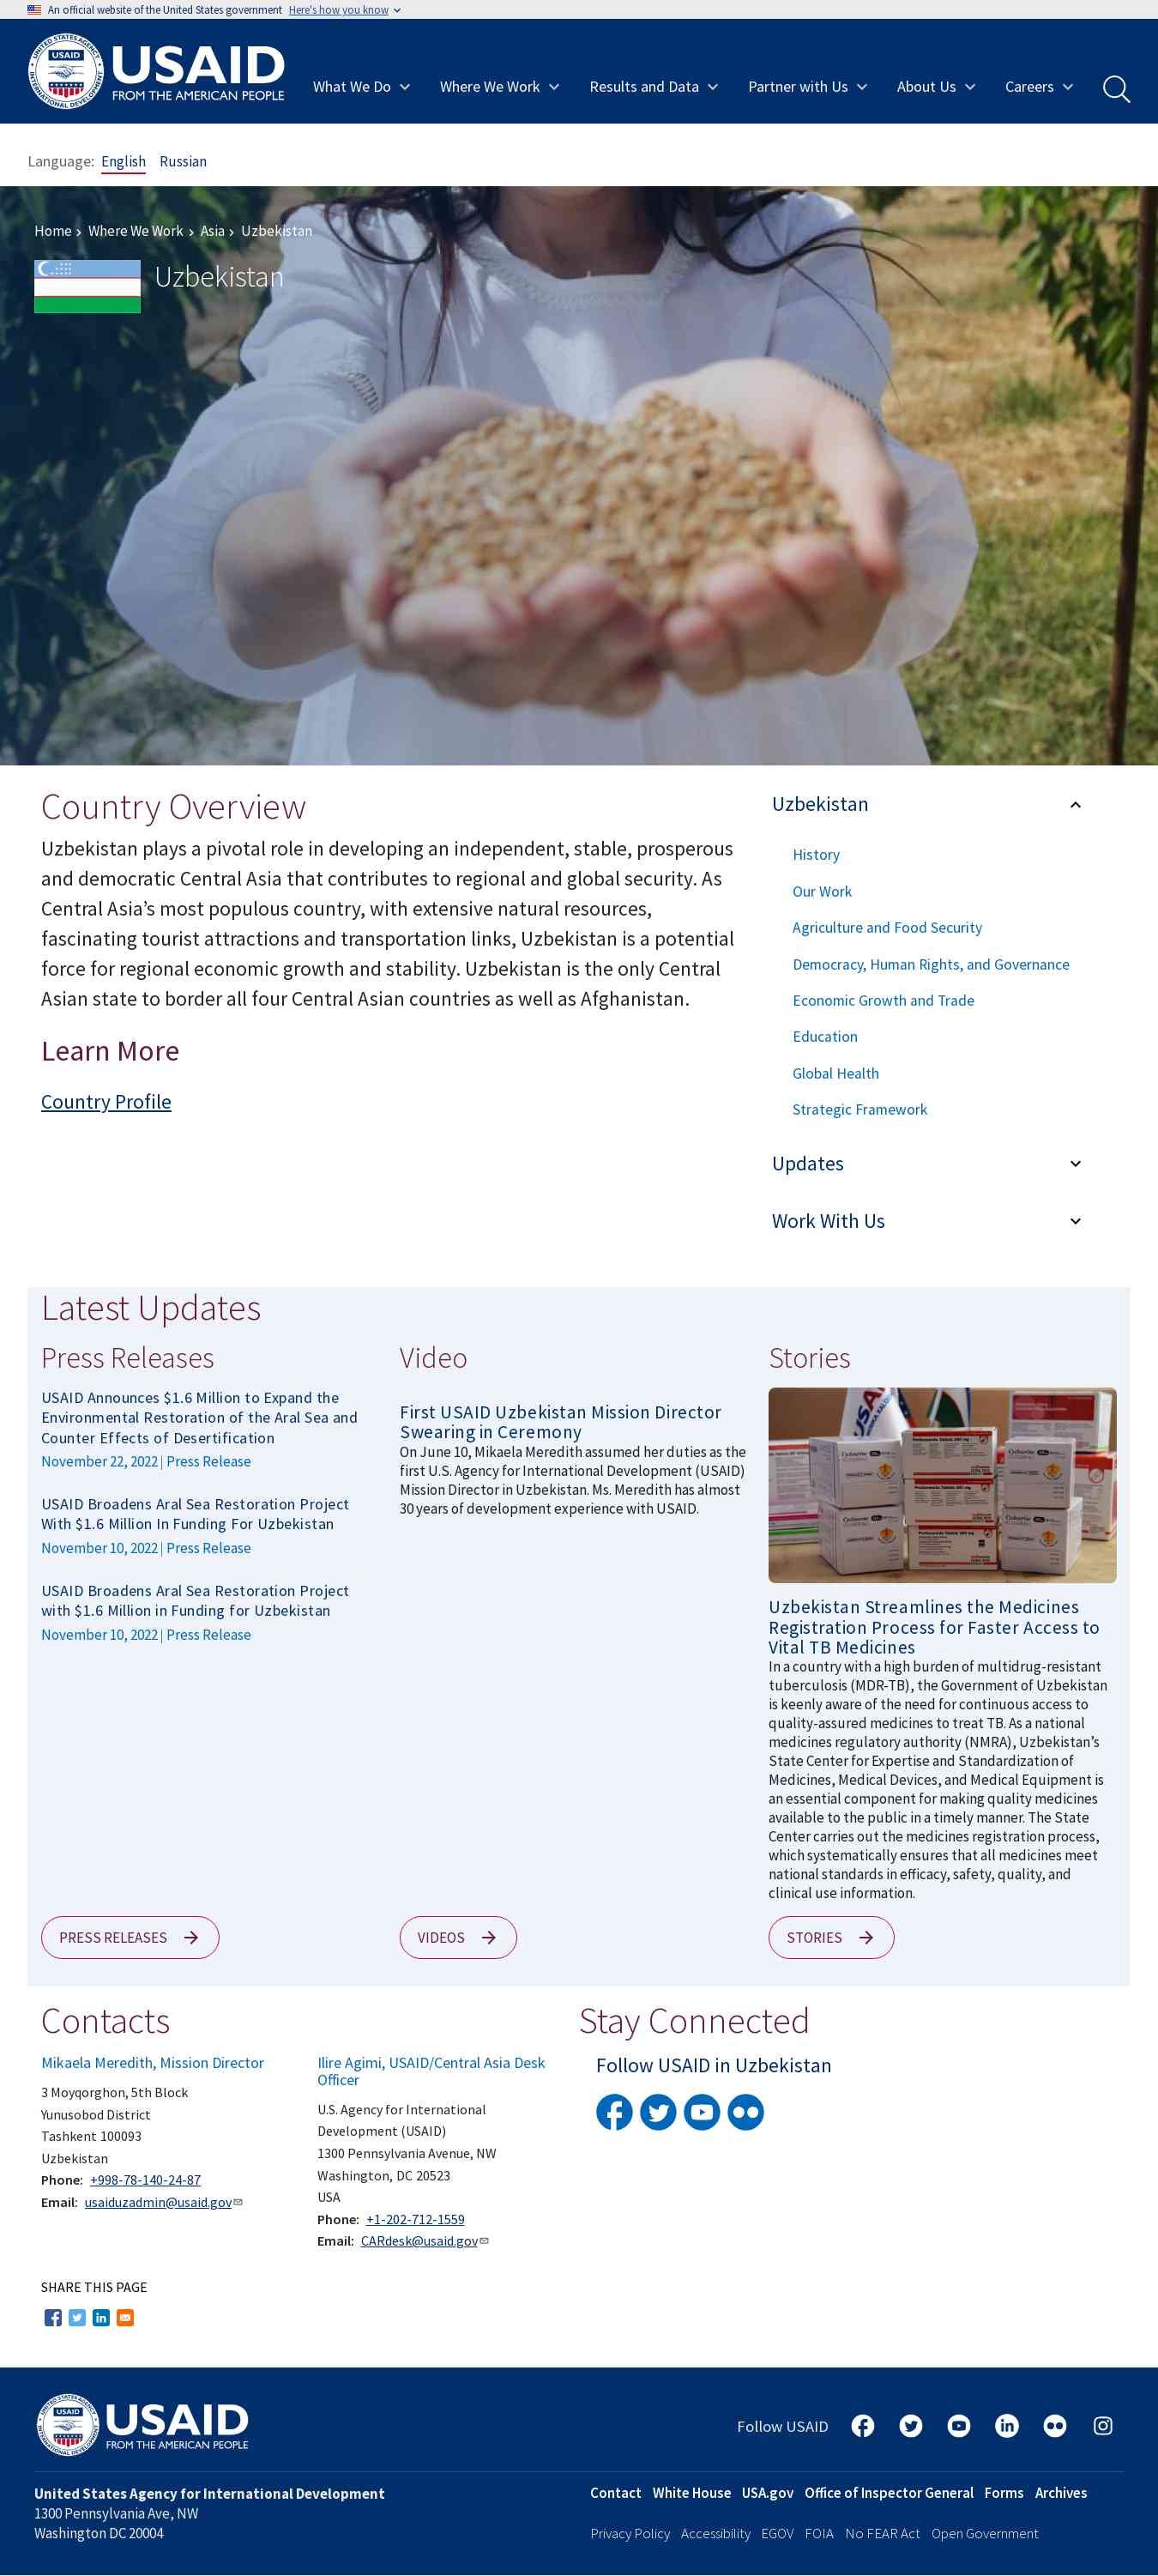 An official website of the United States government Here's how you know
USAID
FROM THE AMERICAN PEOPLE
What We Do Where We Work Results and Data Partner with Us About Us Careers
Language: English Russian
Home Where We Work Asia Uzbekistan
Uzbekistan
Country Overview
Uzbekistan plays a pivotal role in developing an independent, stable, prosperous
and democratic Central Asia that contributes to regional and global security. As
Central Asia’s most populous country, with extensive natural resources,
fascinating tourist attractions and transportation links, Uzbekistan is a potential
force for regional economic growth and stability. Uzbekistan is the only Central
Asian state to border all four Central Asian countries as well as Afghanistan.
Learn More
Country Profile
Uzbekistan
History
Our Work
Agriculture and Food Security
Democracy, Human Rights, and Governance
Economic Growth and Trade
Education
Global Health
Strategic Framework
Updates
Work With Us
Latest Updates
Press Releases
USAID Announces $1.6 Million to Expand the
Environmental Restoration of the Aral Sea and
Counter Effects of Desertification
November 22, 2022 | Press Release
USAID Broadens Aral Sea Restoration Project
With $1.6 Million In Funding For Uzbekistan
November 10, 2022 | Press Release
USAID Broadens Aral Sea Restoration Project
with $1.6 Million in Funding for Uzbekistan
November 10, 2022 | Press Release
PRESS RELEASES
Video
First USAID Uzbekistan Mission Director
Swearing in Ceremony
On June 10, Mikaela Meredith assumed her duties as the
first U.S. Agency for International Development (USAID)
Mission Director in Uzbekistan. Ms. Meredith has almost
30 years of development experience with USAID.
VIDEOS
Stories
Uzbekistan Streamlines the Medicines
Registration Process for Faster Access to
Vital TB Medicines
In a country with a high burden of multidrug-resistant
tuberculosis (MDR-TB), the Government of Uzbekistan
is keenly aware of the need for continuous access to
quality-assured medicines to treat TB. As a national
medicines regulatory authority (NMRA), Uzbekistan’s
State Center for Expertise and Standardization of
Medicines, Medical Devices, and Medical Equipment is
an essential component for making quality medicines
available to the public in a timely manner. The State
Center carries out the medicines registration process,
which systematically ensures that all medicines meet
national standards in efficacy, safety, quality, and
clinical use information.
STORIES
Contacts
Mikaela Meredith, Mission Director
3 Moyqorghon, 5th Block
Yunusobod District
Tashkent 100093
Uzbekistan
Phone: +998-78-140-24-87
Email: usaiduzadmin@usaid.gov
Ilire Agimi, USAID/Central Asia Desk
Officer
U.S. Agency for International
Development (USAID)
1300 Pennsylvania Avenue, NW
Washington, DC 20523
USA
Phone: +1-202-712-1559
Email: CARdesk@usaid.gov
Stay Connected
Follow USAID in Uzbekistan
SHARE THIS PAGE
USAID
FROM THE AMERICAN PEOPLE
Follow USAID
United States Agency for International Development
1300 Pennsylvania Ave, NW
Washington DC 20004
Contact White House USA.gov Office of Inspector General Forms Archives
Privacy Policy Accessibility EGOV FOIA No FEAR Act Open Government